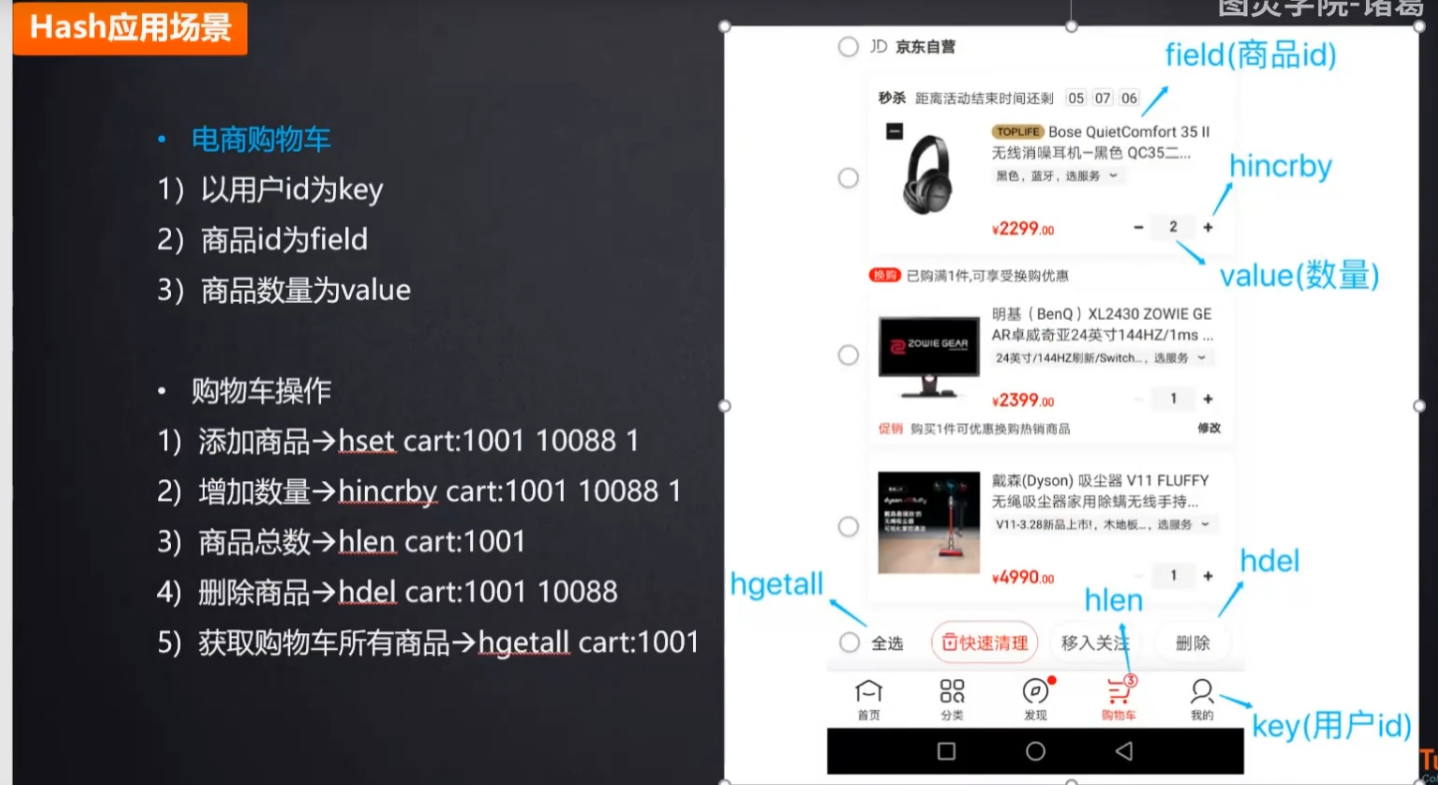 图灵学院-诸葛
Hash应用场景
• 电商购物车
1）以用户id为key
2）商品id为field
3）商品数量为value
• 购物车操作
1）添加商品→hset cart:1001 10088 1
2）增加数量→hincrby cart:1001 10088 1
3）商品总数→hlen cart:1001
4）删除商品→hdel cart:1001 10088
5）获取购物车所有商品→hgetall cart:1001
JD 京东自营
field(商品id)
秒杀 距离活动结束时间还剩 05 07 06
TOPLIFE Bose QuietComfort 35 II
无线消噪耳机—黑色 QC35二...
黑色，蓝牙，选服务
hincrby
¥2299.00
− 2 +
value(数量)
换购 已购满1件,可享受换购优惠
明基（BenQ）XL2430 ZOWIE GE
AR卓威奇亚24英寸144HZ/1ms ...
ZOWIE GEAR
24英寸/144HZ刷新/Switch...，选服务
¥2399.00
− 1 +
促销 购买1件可优惠换购热销商品
修改
戴森(Dyson) 吸尘器 V11 FLUFFY
无绳吸尘器家用除螨无线手持...
V11-3.28新品上市!，木地板...，选服务
¥4990.00
− 1 +
hgetall
hlen
hdel
全选
快速清理
移入关注
删除
3
首页
分类
发现
购物车
我的
key(用户id)